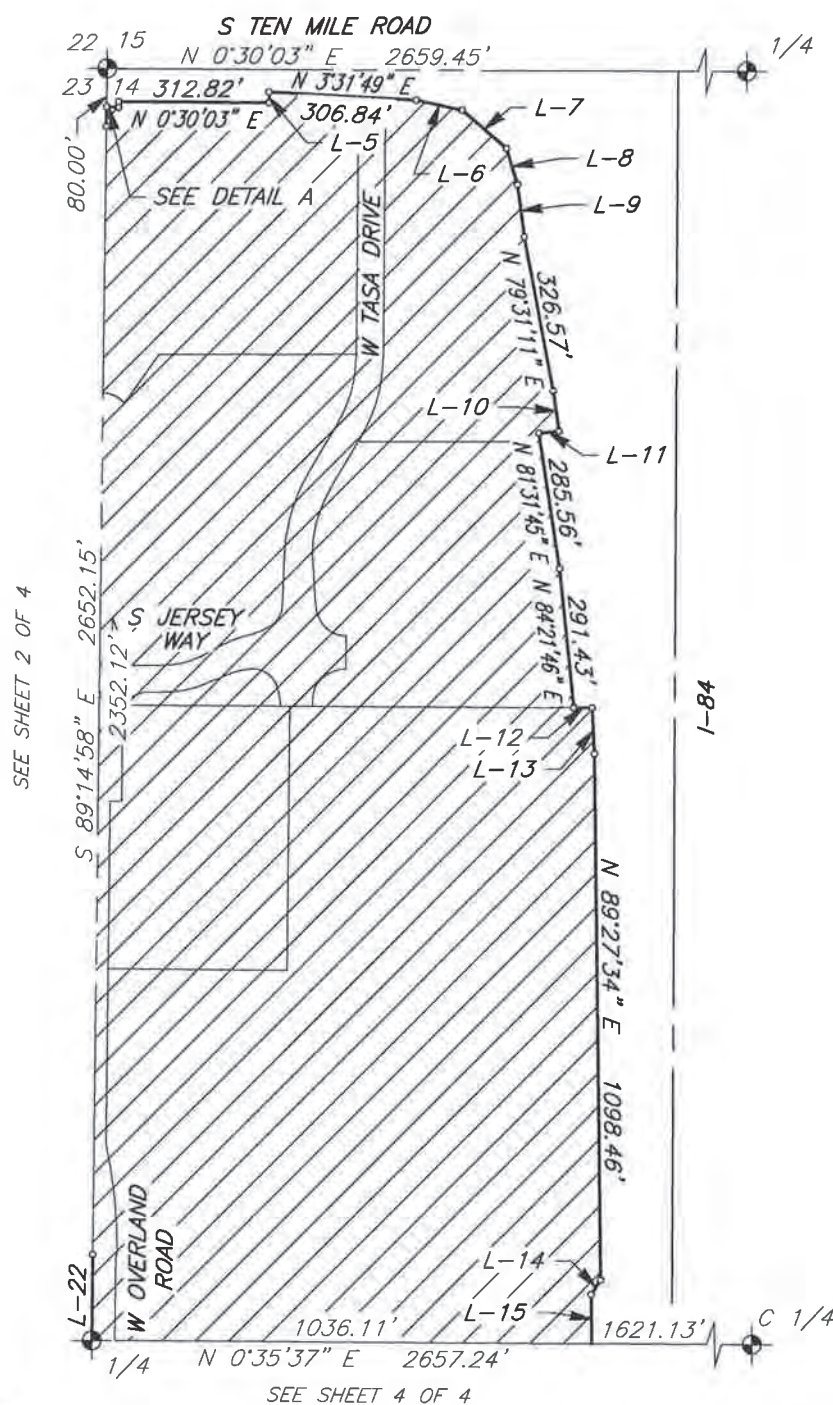 S TEN MILE ROAD
22 15
N 0°30'03" E 2659.45'
1/4
23 14
312.82'
N 3°31'49" E
N 0°30'03" E
306.84'
L-5
L-7
L-6
L-8
80.00'
SEE DETAIL A
L-9
W TASA DRIVE
326.57'
N 79°31'11" E
L-10
L-11
285.56'
N 81°31'45" E
SEE SHEET 2 OF 4
S 89°14'58" E 2652.15'
2352.12'
S JERSEY
WAY
291.43'
N 84°21'46" E
I-84
L-12
L-13
N 89°27'34" E 1098.46'
W OVERLAND
ROAD
L-14
L-22
L-15
1036.11'
1621.13'
C 1/4
1/4
N 0°35'37" E 2657.24'
SEE SHEET 4 OF 4